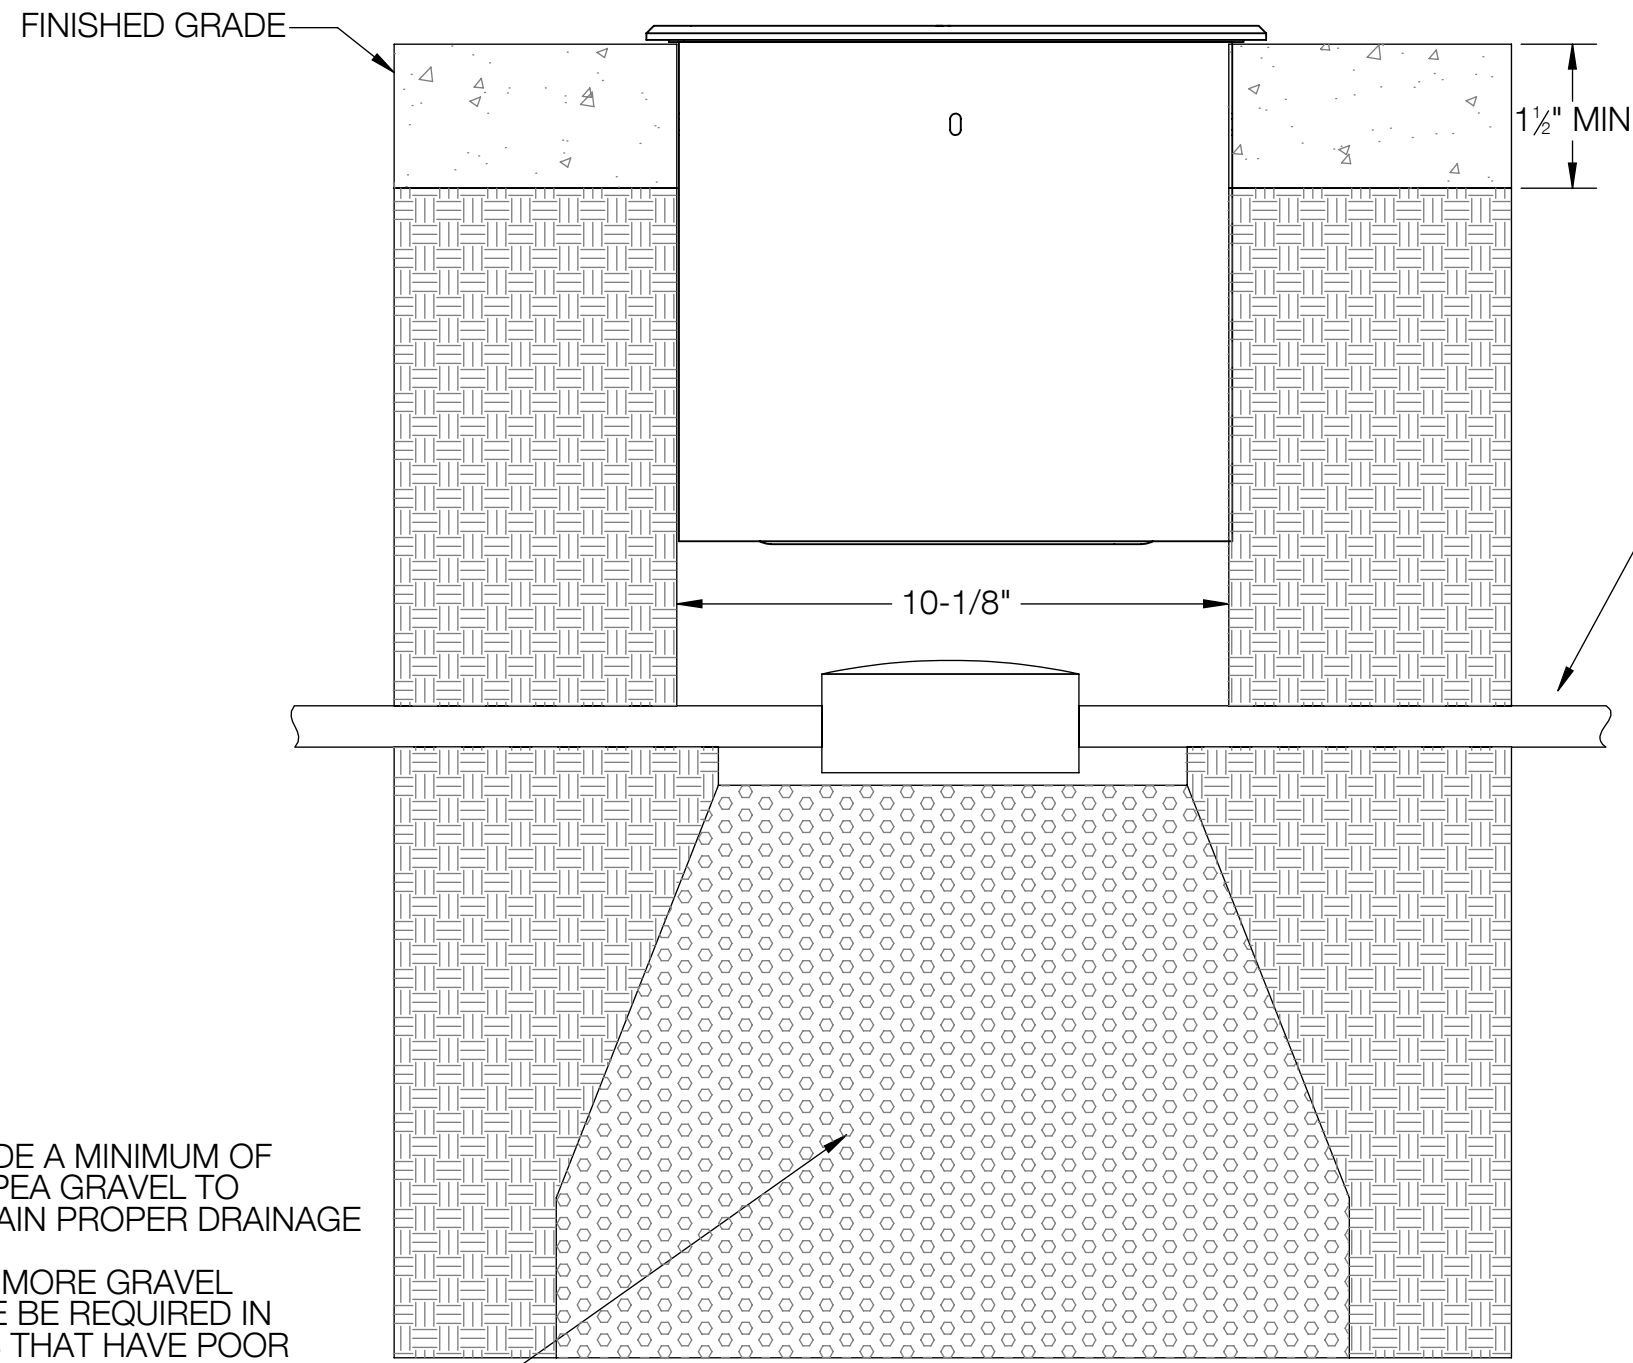 FINISHED GRADE
1½" MIN
10-1/8"
DE A MINIMUM OF
PEA GRAVEL TO
AIN PROPER DRAINAGE
MORE GRAVEL
E BE REQUIRED IN
THAT HAVE POOR